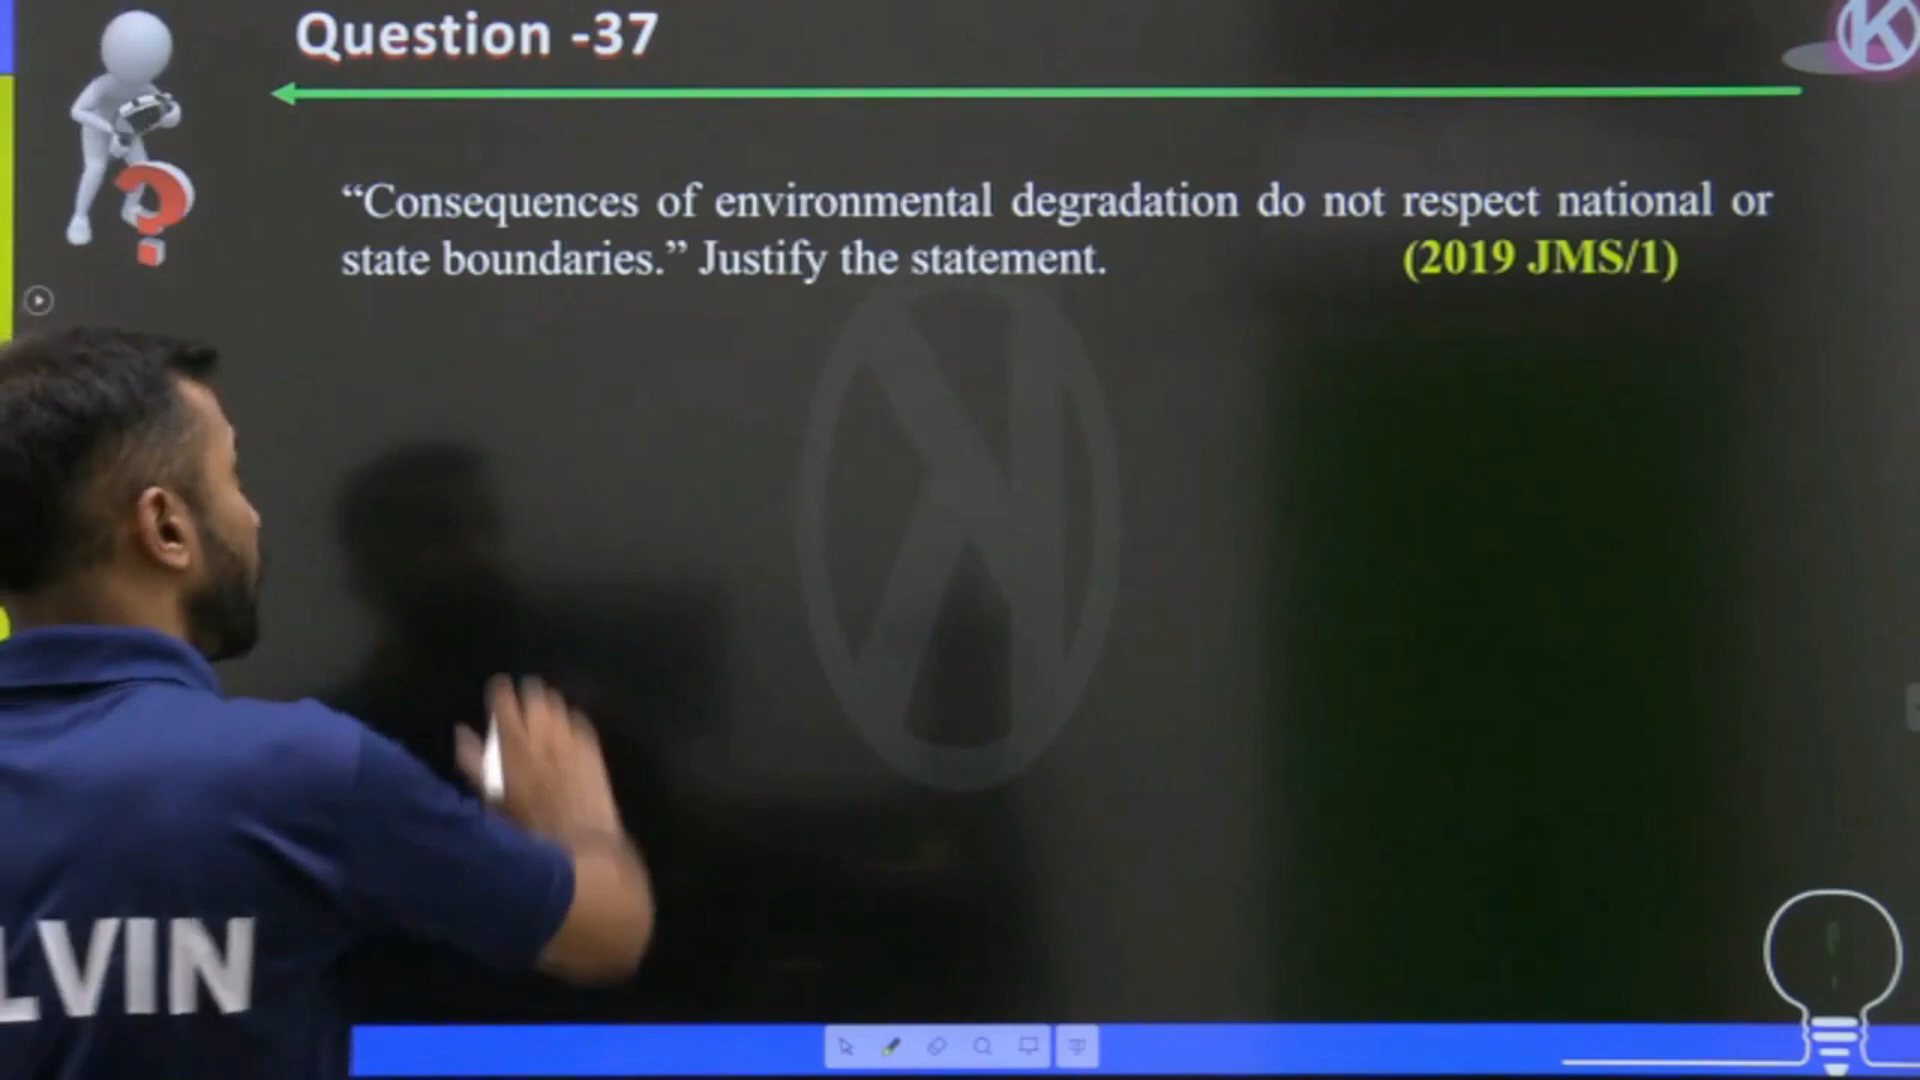 Question -37
K
“Consequences of environmental degradation do not respect national or
state boundaries.” Justify the statement. (2019 JMS/1)
LVIN